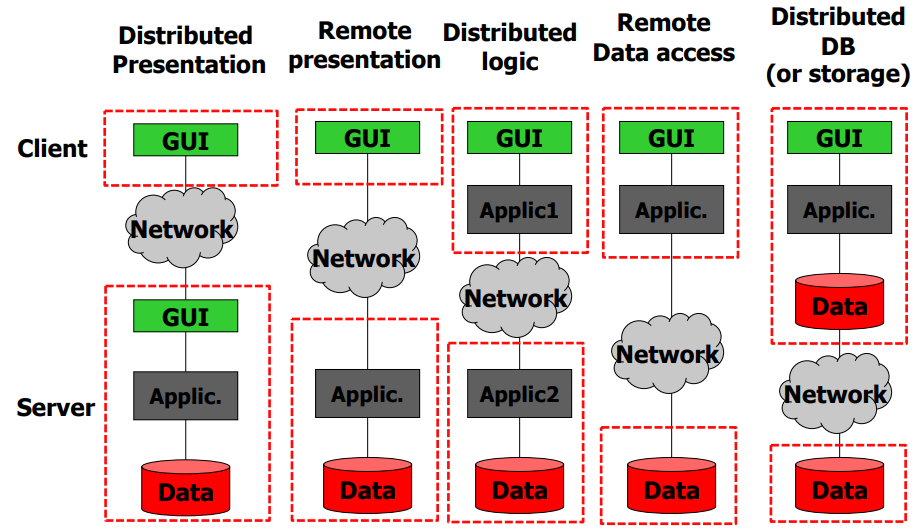 Distributed
Presentation
Remote
presentation
Distributed
logic
Remote
Data access
Distributed
DB
(or storage)
Client
GUI
GUI
GUI
GUI
GUI
Applic1
Applic.
Applic.
Network
Network
Network
Network
Network
Data
GUI
Server
Applic.
Applic.
Applic2
Data
Data
Data
Data